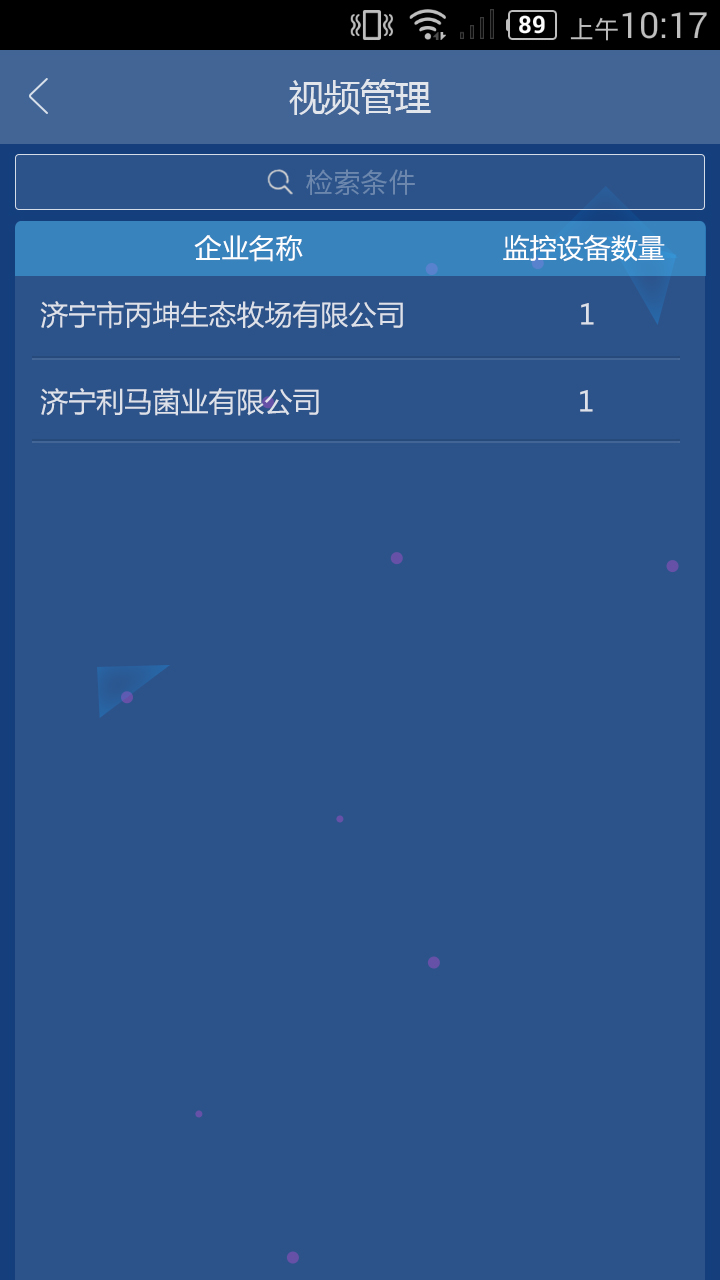 89 上午10:17
视频管理
检索条件
企业名称 监控设备数量
济宁市丙坤生态牧场有限公司 1
济宁利马菌业有限公司 1